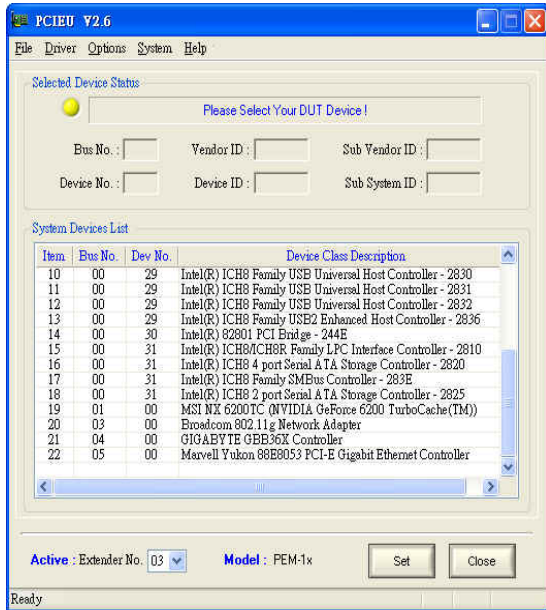 PCIEU V2.6
File Driver Options System Help
Selected Device Status
Please Select Your DUT Device !
Bus No. : Vendor ID : Sub Vendor ID :
Device No. : Device ID : Sub System ID :
System Devices List
Item Bus No. Dev No. Device Class Description
10 00 29 Intel(R) ICH8 Family USB Universal Host Controller - 2830
11 00 29 Intel(R) ICH8 Family USB Universal Host Controller - 2831
12 00 29 Intel(R) ICH8 Family USB Universal Host Controller - 2832
13 00 29 Intel(R) ICH8 Family USB2 Enhanced Host Controller - 2836
14 00 30 Intel(R) 82801 PCI Bridge - 244E
15 00 31 Intel(R) ICH8/ICH8R Family LPC Interface Controller - 2810
16 00 31 Intel(R) ICH8 4 port Serial ATA Storage Controller - 2820
17 00 31 Intel(R) ICH8 Family SMBus Controller - 283E
18 00 31 Intel(R) ICH8 2 port Serial ATA Storage Controller - 2825
19 01 00 MSI NX 6200TC (NVIDIA GeForce 6200 TurboCache(TM))
20 03 00 Broadcom 802.11g Network Adapter
21 04 00 GIGABYTE GBB36X Controller
22 05 00 Marvell Yukon 88E8053 PCI-E Gigabit Ethernet Controller
Active : Extender No. 03 Model : PEM-1x Set Close
Ready